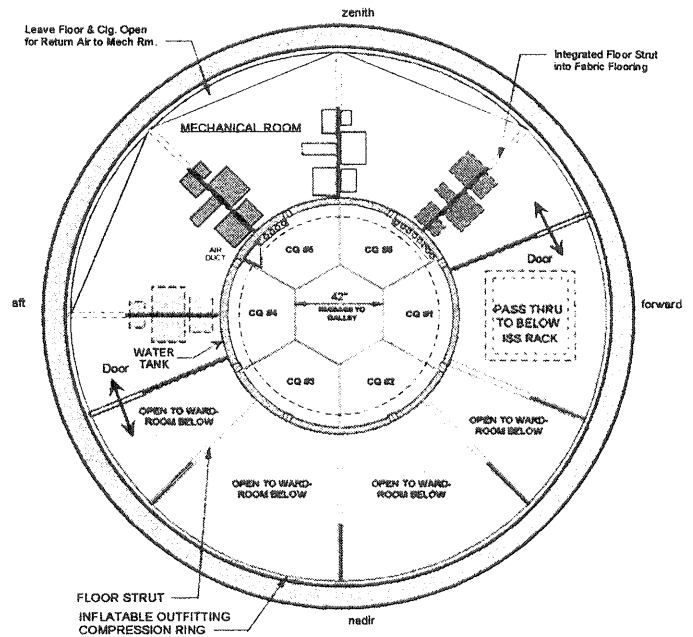 zenith
Leave Floor & Clg. Open
for Return Air to Mech Rm.
Integrated Floor Strut
into Fabric Flooring
MECHANICAL ROOM
AIR
DUCT
CQ #5
CQ #6
Door
aft
forward
42"
PASSAGE TO
GALLEY
CQ #4
CQ #1
PASS THRU
TO BELOW
ISS RACK
WATER
TANK
Door
CQ #3
CQ #2
OPEN TO WARD-
ROOM BELOW
OPEN TO WARD-
ROOM BELOW
OPEN TO WARD-
ROOM BELOW
OPEN TO WARD-
ROOM BELOW
FLOOR STRUT
INFLATABLE OUTFITTING
COMPRESSION RING
nadir